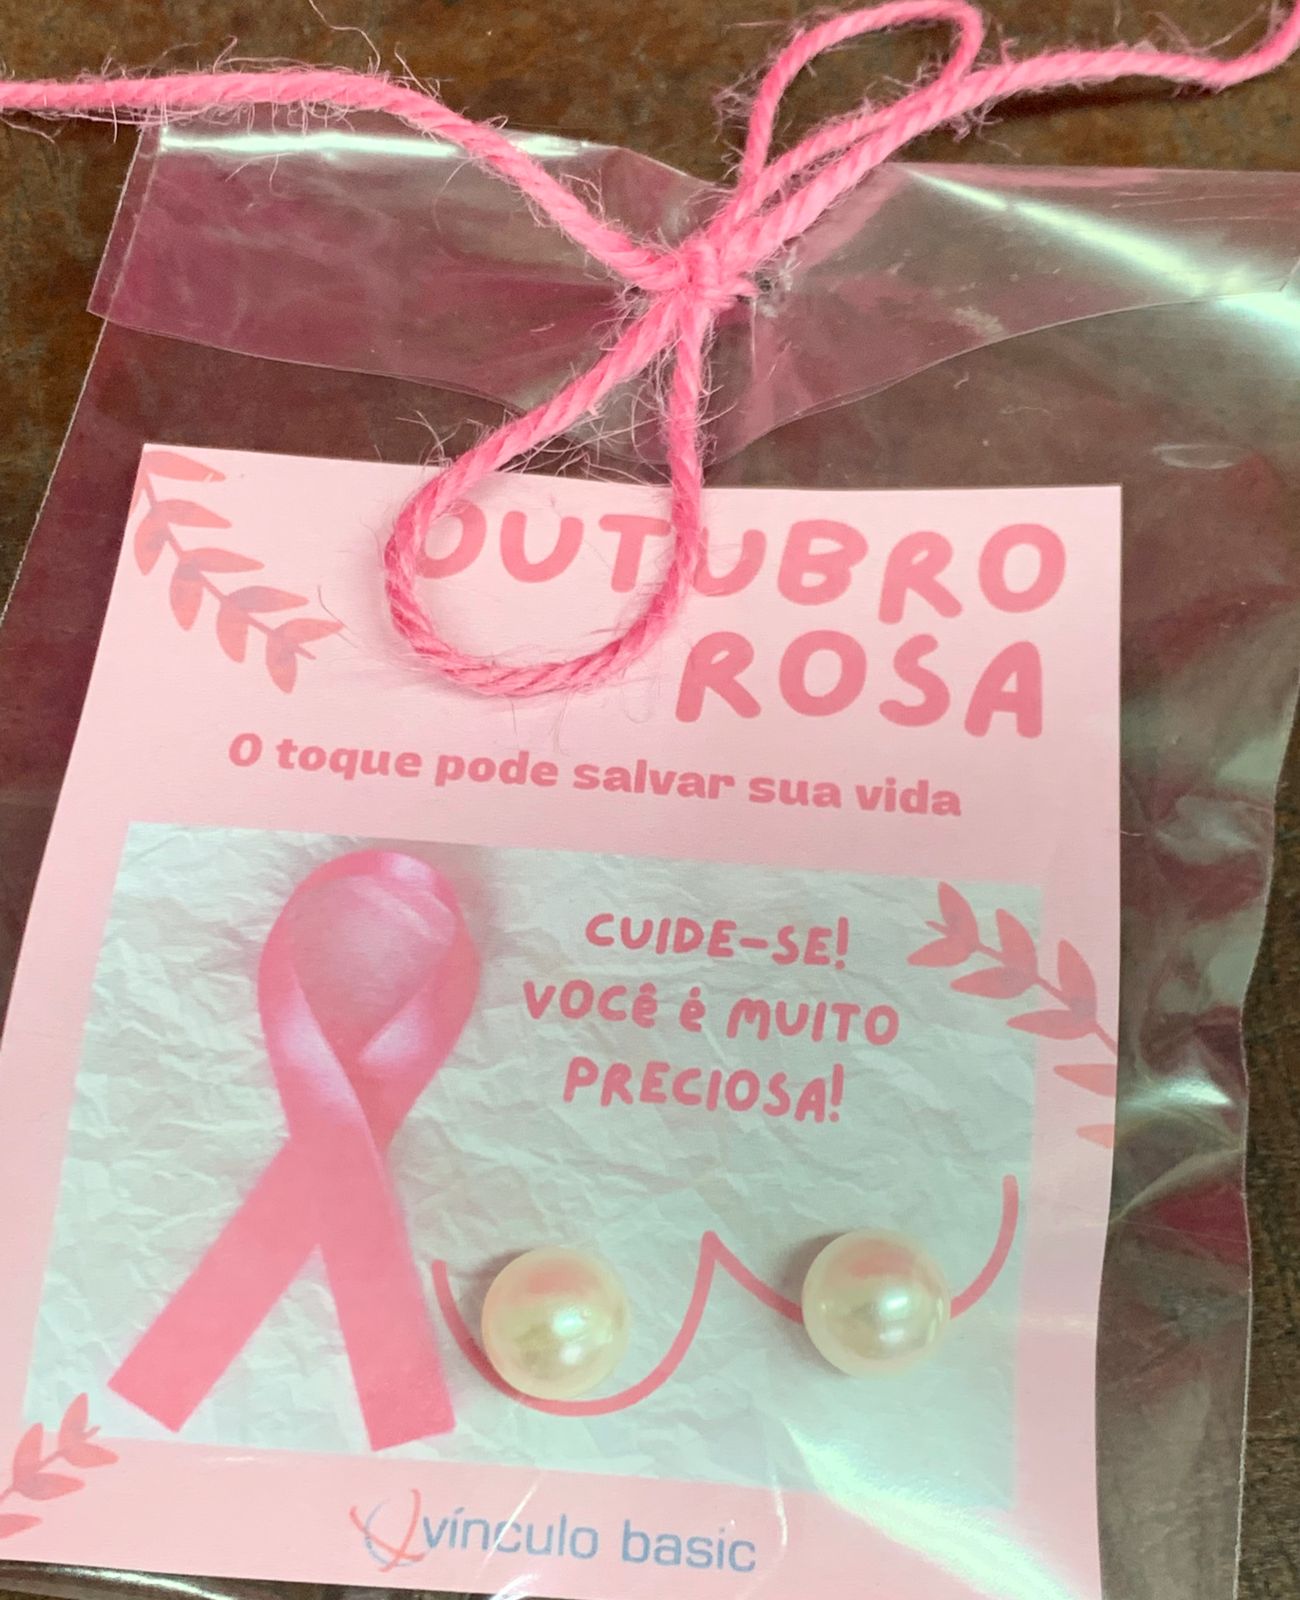 OUTUBRO
ROSA
O toque pode salvar sua vida
CUIDE-SE!
VOCê é MUITO
PRECIOSA!
vínculo basic